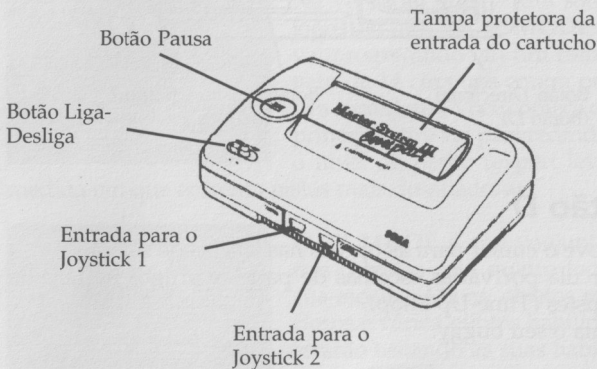 Tampa protetora da
entrada do cartucho
Botão Pausa
Botão Liga-
Desliga
Master System III
Compact
SEGA
Entrada para o
Joystick 1
Entrada para o
Joystick 2